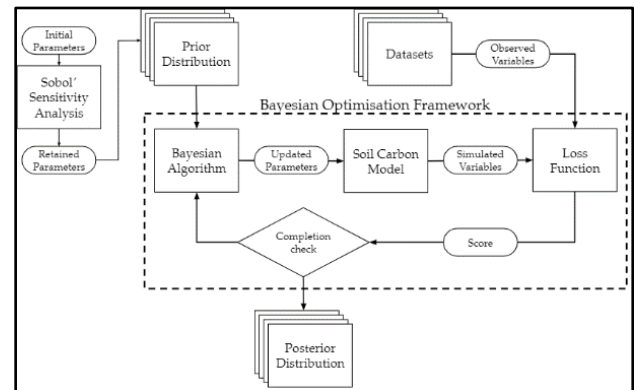 Initial
Parameters
Sobol’
Sensitivity
Analysis
Retained
Parameters
Prior
Distribution
Datasets
Observed
Variables
Bayesian Optimisation Framework
Bayesian
Algorithm
Updated
Parameters
Soil Carbon
Model
Simulated
Variables
Loss
Function
Completion
check
Score
Posterior
Distribution